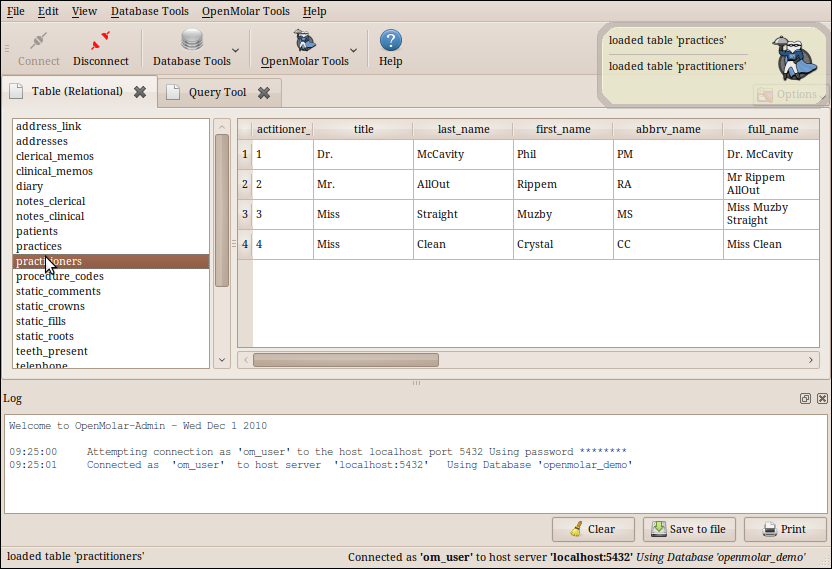 File Edit View Database Tools OpenMolar Tools Help
Connect Disconnect Database Tools OpenMolar Tools Help
loaded table 'practices'
loaded table 'practitioners'
Options
Table (Relational) Query Tool
address_link
addresses
clerical_memos
clinical_memos
diary
notes_clerical
notes_clinical
patients
practices
practitioners
procedure_codes
static_comments
static_crowns
static_fills
static_roots
teeth_present
telephone
actitioner_ title last_name first_name abbrv_name full_name
1 1 Dr. McCavity Phil PM Dr. McCavity
2 2 Mr. AllOut Rippem RA Mr Rippem
AllOut
3 3 Miss Straight Muzby MS Miss Muzby
Straight
4 4 Miss Clean Crystal CC Miss Clean
Log
Welcome to OpenMolar-Admin - Wed Dec 1 2010
09:25:00 Attempting connection as 'om_user' to the host localhost port 5432 Using password ********
09:25:01 Connected as 'om_user' to host server 'localhost:5432' Using Database 'openmolar_demo'
Clear Save to file Print
loaded table 'practitioners' Connected as 'om_user' to host server 'localhost:5432' Using Database 'openmolar_demo'